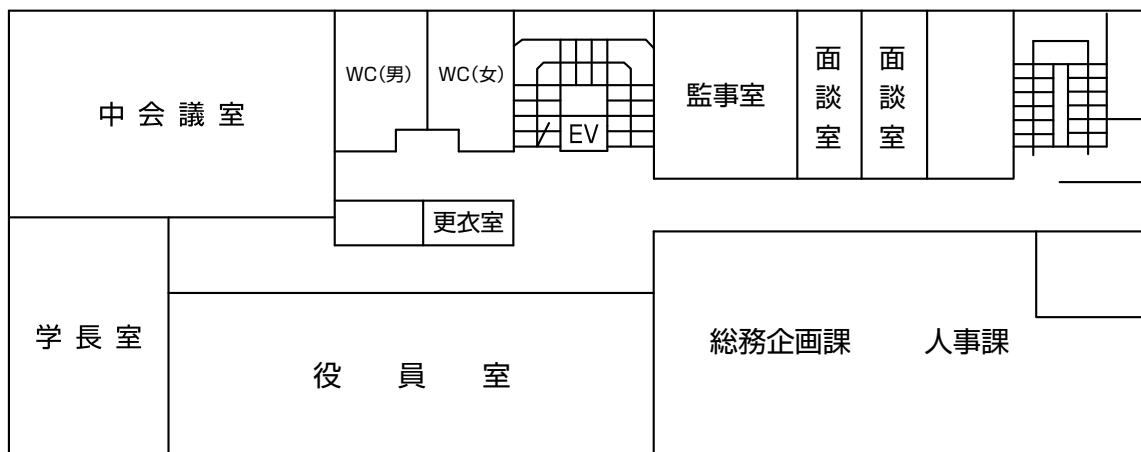 中会議室
WC(男)
WC(女)
EV
監事室
面談室
面談室
更衣室
学長室
役員室
総務企画課
人事課